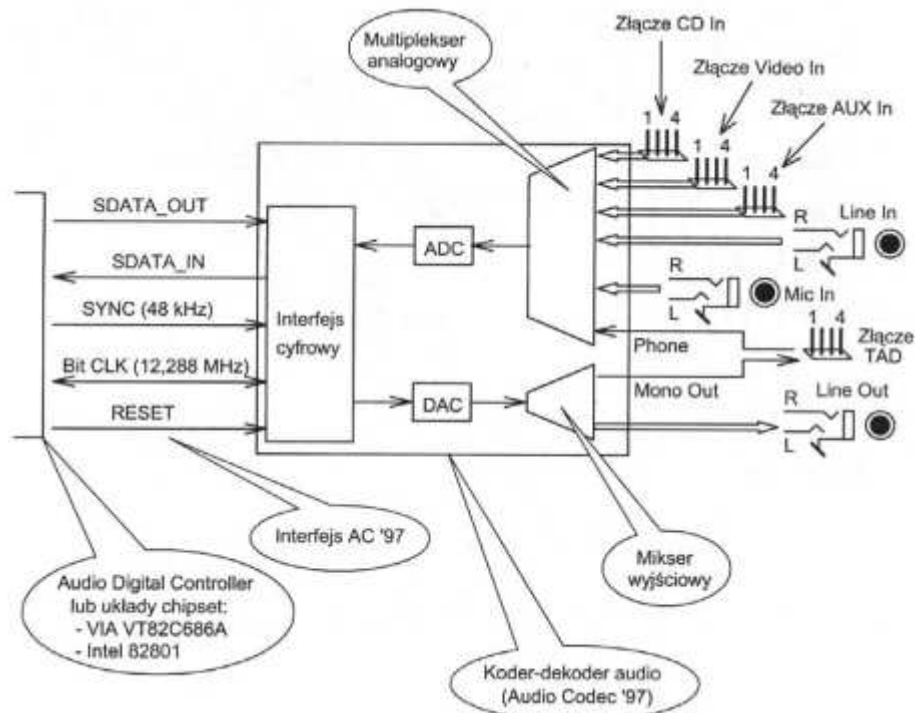 Złącze CD In
Multiplekser
analogowy
Złącze Video In
Złącze AUX In
1 4
1 4
1 4
SDATA_OUT
SDATA_IN
SYNC (48 kHz)
Bit CLK (12,288 MHz)
RESET
Interfejs
cyfrowy
ADC
DAC
R
L
Line In
R
L
Mic In
1 4
Złącze
TAD
Phone
Mono Out
R
L
Line Out
Interfejs AC '97
Mikser
wyjściowy
Audio Digital Controller
lub układy chipset:
- VIA VT82C686A
- Intel 82801
Koder-dekoder audio
(Audio Codec '97)